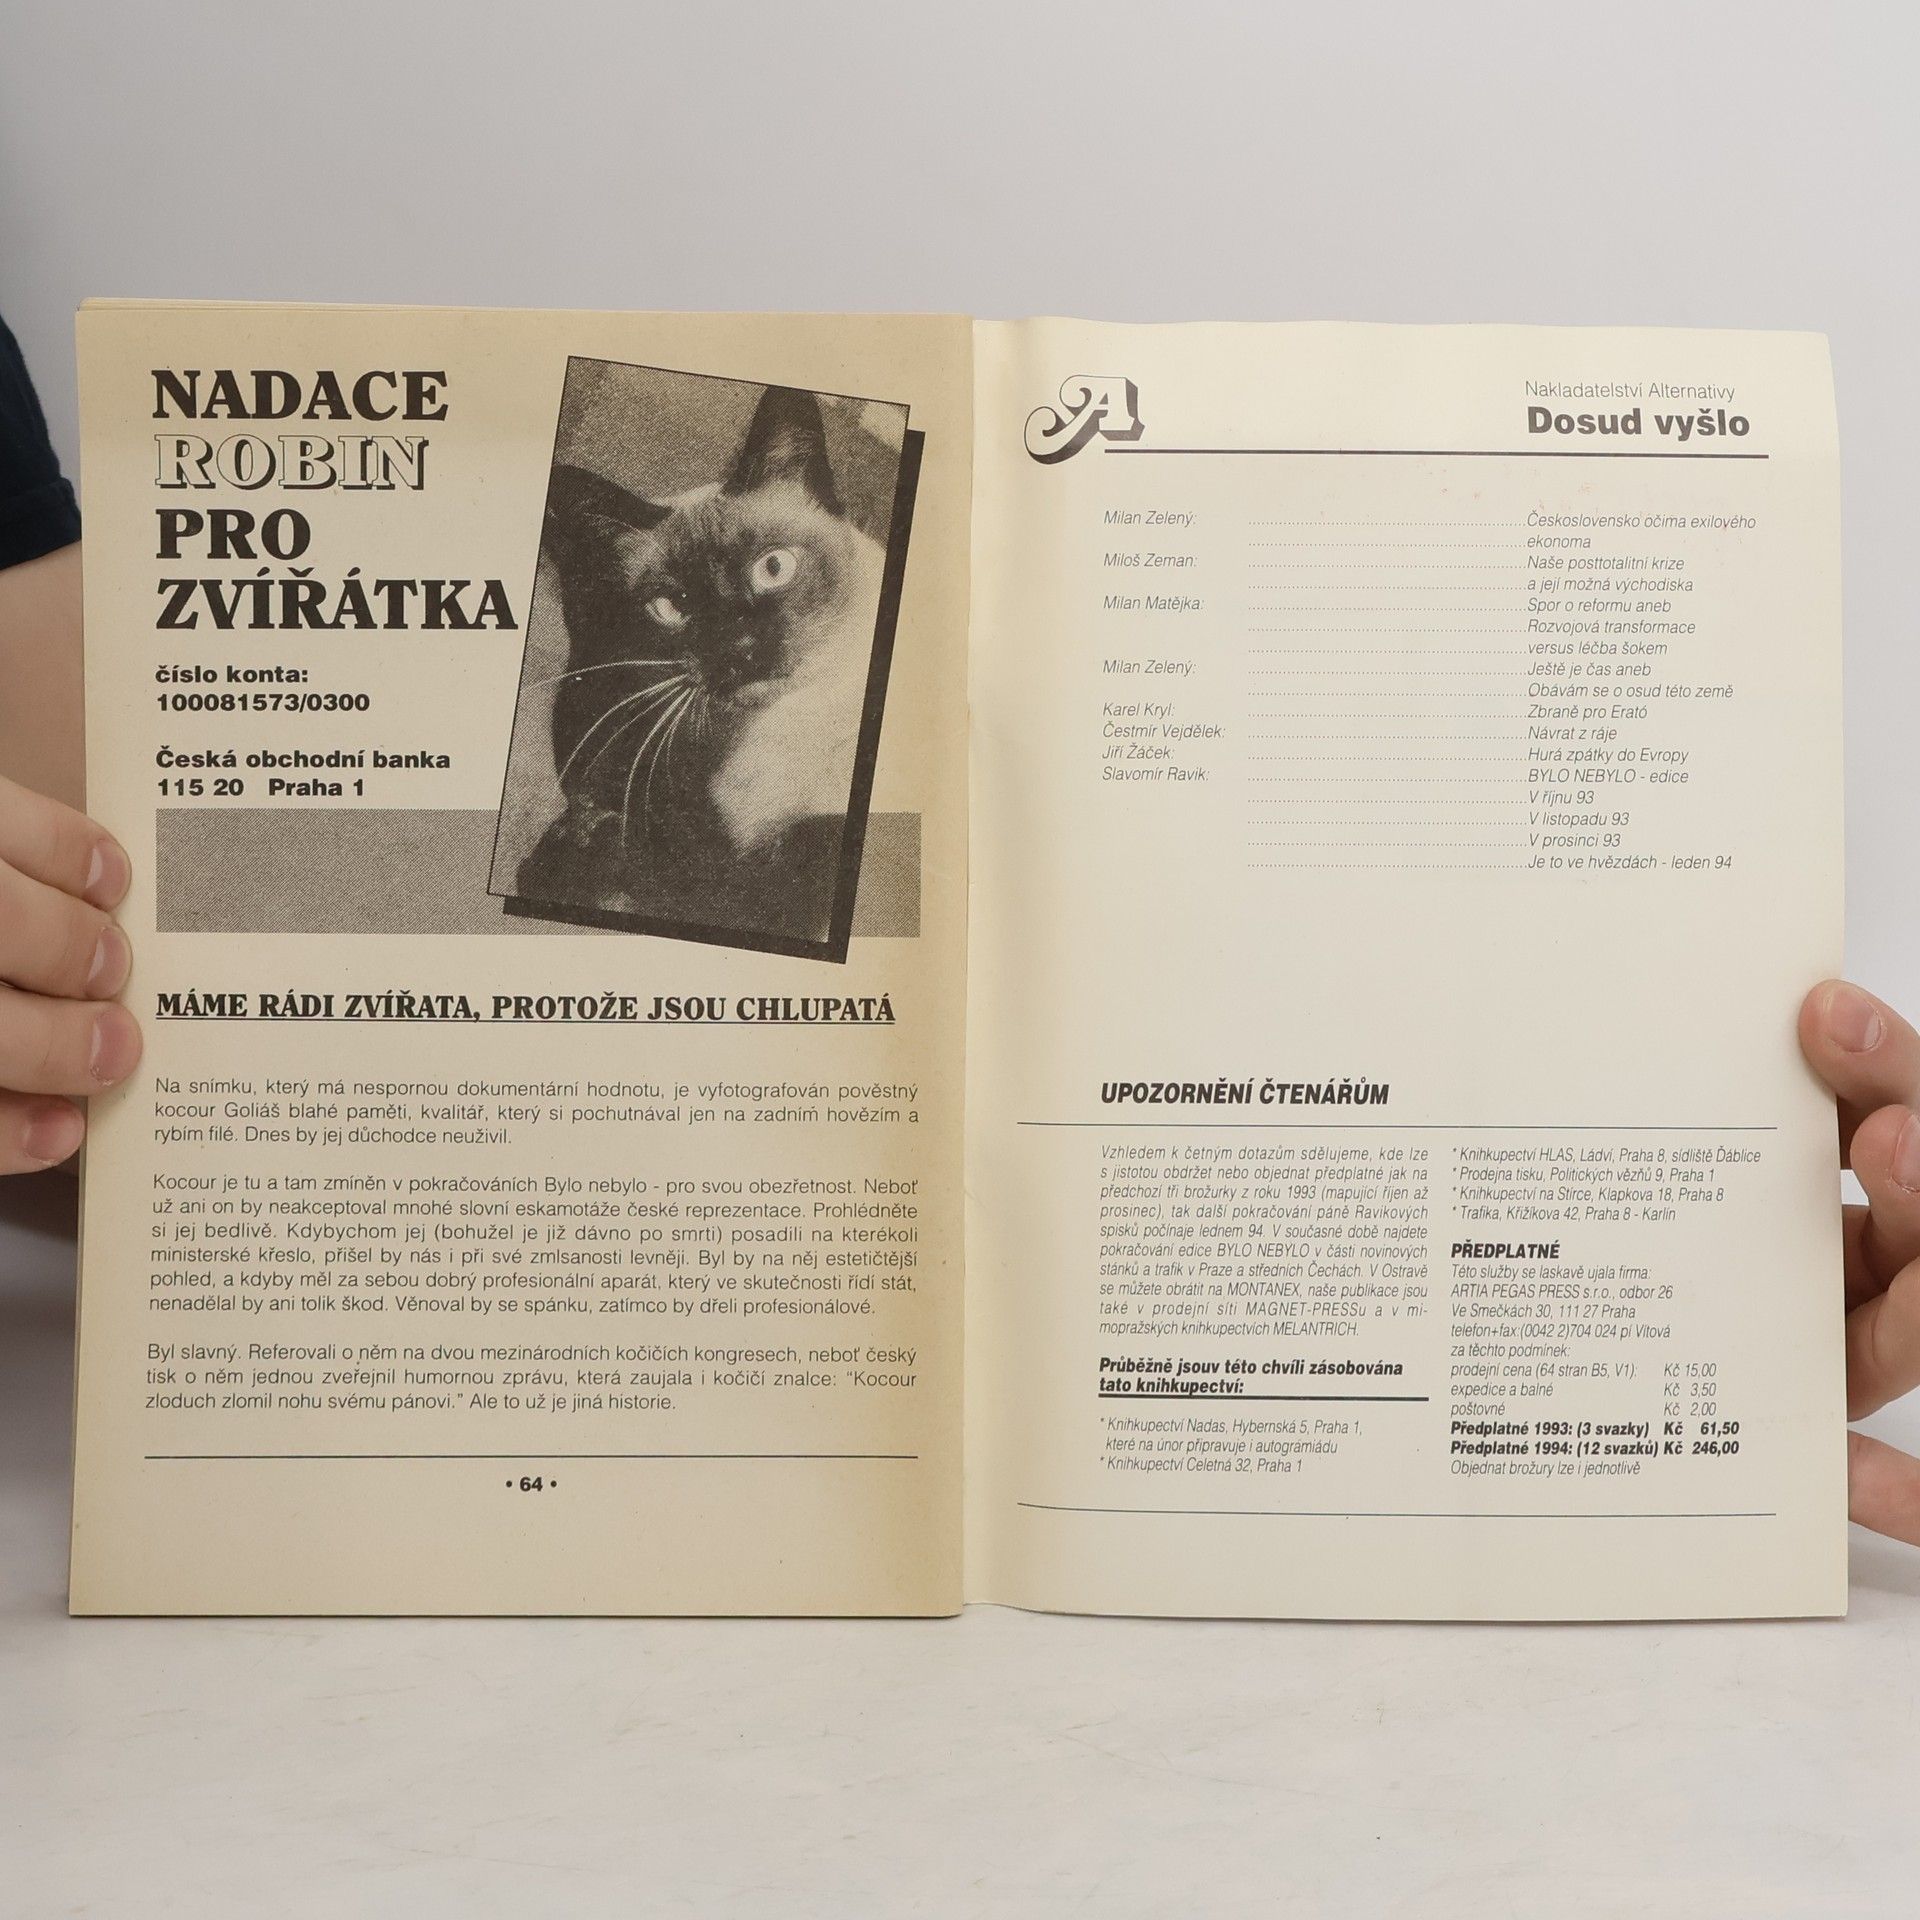 NADACE
ROBIN
PRO
ZVÍŘÁTKA
číslo konta:
100081573/0300
Česká obchodní banka
115 20 Praha 1
MÁME RÁDI ZVÍŘATA, PROTOŽE JSOU CHLUPATÁ
Na snímku, který má nespornou dokumentární hodnotu, je vyfotografován pověstný
kocour Goliáš blahé paměti, kvalitář, který si pochutnával jen na zadním hovězím a
rybím filé. Dnes by jej důchodce neuživil.
Kocour je tu a tam zmíněn v pokračováních Bylo nebylo - pro svou obezřetnost. Neboť
už ani on by neakceptoval mnohé slovní eskamotáže české reprezentace. Prohlédněte
si jej bedlivě. Kdybychom jej (bohužel je již dávno po smrti) posadili na kterékoli
ministerské křeslo, přišel by nás i při své zmlsanosti levněji. Byl by na něj estetičtější
pohled, a kdyby měl za sebou dobrý profesionální aparát, který ve skutečnosti řídí stát,
nenadělal by ani tolik škod. Věnoval by se spánku, zatímco by dřeli profesionálové.
Byl slavný. Referovali o něm na dvou mezinárodních kočičích kongresech, neboť český
tisk o něm jednou zveřejnil humornou zprávu, která zaujala i kočičí znalce: “Kocour
zloduch zlomil nohu svému pánovi.” Ale to už je jiná historie.
• 64 •
A
Nakladatelství Alternativy
Dosud vyšlo
Milan Zelený: Československo očima exilového
ekonoma
Miloš Zeman: Naše posttotalitní krize
a její možná východiska
Milan Matějka: Spor o reformu aneb
Rozvojová transformace
versus léčba šokem
Milan Zelený: Ještě je čas aneb
Obávám se o osud této země
Karel Kryl: Zbraně pro Erató
Čestmír Vejdělek: Návrat z ráje
Jiří Žáček: Hurá zpátky do Evropy
Slavomír Ravik: BYLO NEBYLO - edice
V říjnu 93
V listopadu 93
V prosinci 93
Je to ve hvězdách - leden 94
UPOZORNĚNÍ ČTENÁŘŮM
Vzhledem k četným dotazům sdělujeme, kde lze
s jistotou obdržet nebo objednat předplatné jak na
předchozí tři brožurky z roku 1993 (mapující říjen až
prosinec), tak další pokračování páně Ravikových
spisků počínaje lednem 94. V současné době najdete
pokračování edice BYLO NEBYLO v části novinových
stánků a trafik v Praze a středních Čechách. V Ostravě
se můžete obrátit na MONTANEX, naše publikace jsou
také v prodejní síti MAGNET-PRESSu a v mi-
mopražských knihkupectvích MELANTRICH.
Průběžně jsouv této chvíli zásobována
tato knihkupectví:
* Knihkupectví Nadas, Hybernská 5, Praha 1,
které na únor připravuje i autogramiádu
* Knihkupectví Celetná 32, Praha 1
* Knihkupectví HLAS, Ládví, Praha 8, sídliště Ďáblice
* Prodejna tisku, Politických vězňů 9, Praha 1
* Knihkupectví na Stírce, Klapkova 18, Praha 8
* Trafika, Křižíkova 42, Praha 8 - Karlín
PŘEDPLATNÉ
Této služby se laskavě ujala firma:
ARTIA PEGAS PRESS s.r.o., odbor 26
Ve Smečkách 30, 111 27 Praha
telefon+fax:(0042 2)704 024 pí Vítová
za těchto podmínek:
prodejní cena (64 stran B5, V1): Kč 15,00
expedice a balné Kč 3,50
poštovné Kč 2,00
Předplatné 1993: (3 svazky) Kč 61,50
Předplatné 1994: (12 svazků) Kč 246,00
Objednat brožury lze i jednotlivě